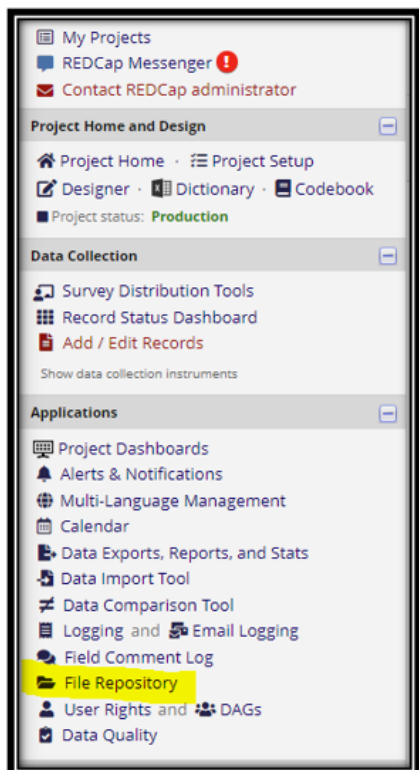 My Projects
REDCap Messenger
Contact REDCap administrator
Project Home and Design
Project Home · Project Setup
Designer · Dictionary · Codebook
Project status: Production
Data Collection
Survey Distribution Tools
Record Status Dashboard
Add / Edit Records
Show data collection instruments
Applications
Project Dashboards
Alerts & Notifications
Multi-Language Management
Calendar
Data Exports, Reports, and Stats
Data Import Tool
Data Comparison Tool
Logging and Email Logging
Field Comment Log
File Repository
User Rights and DAGs
Data Quality